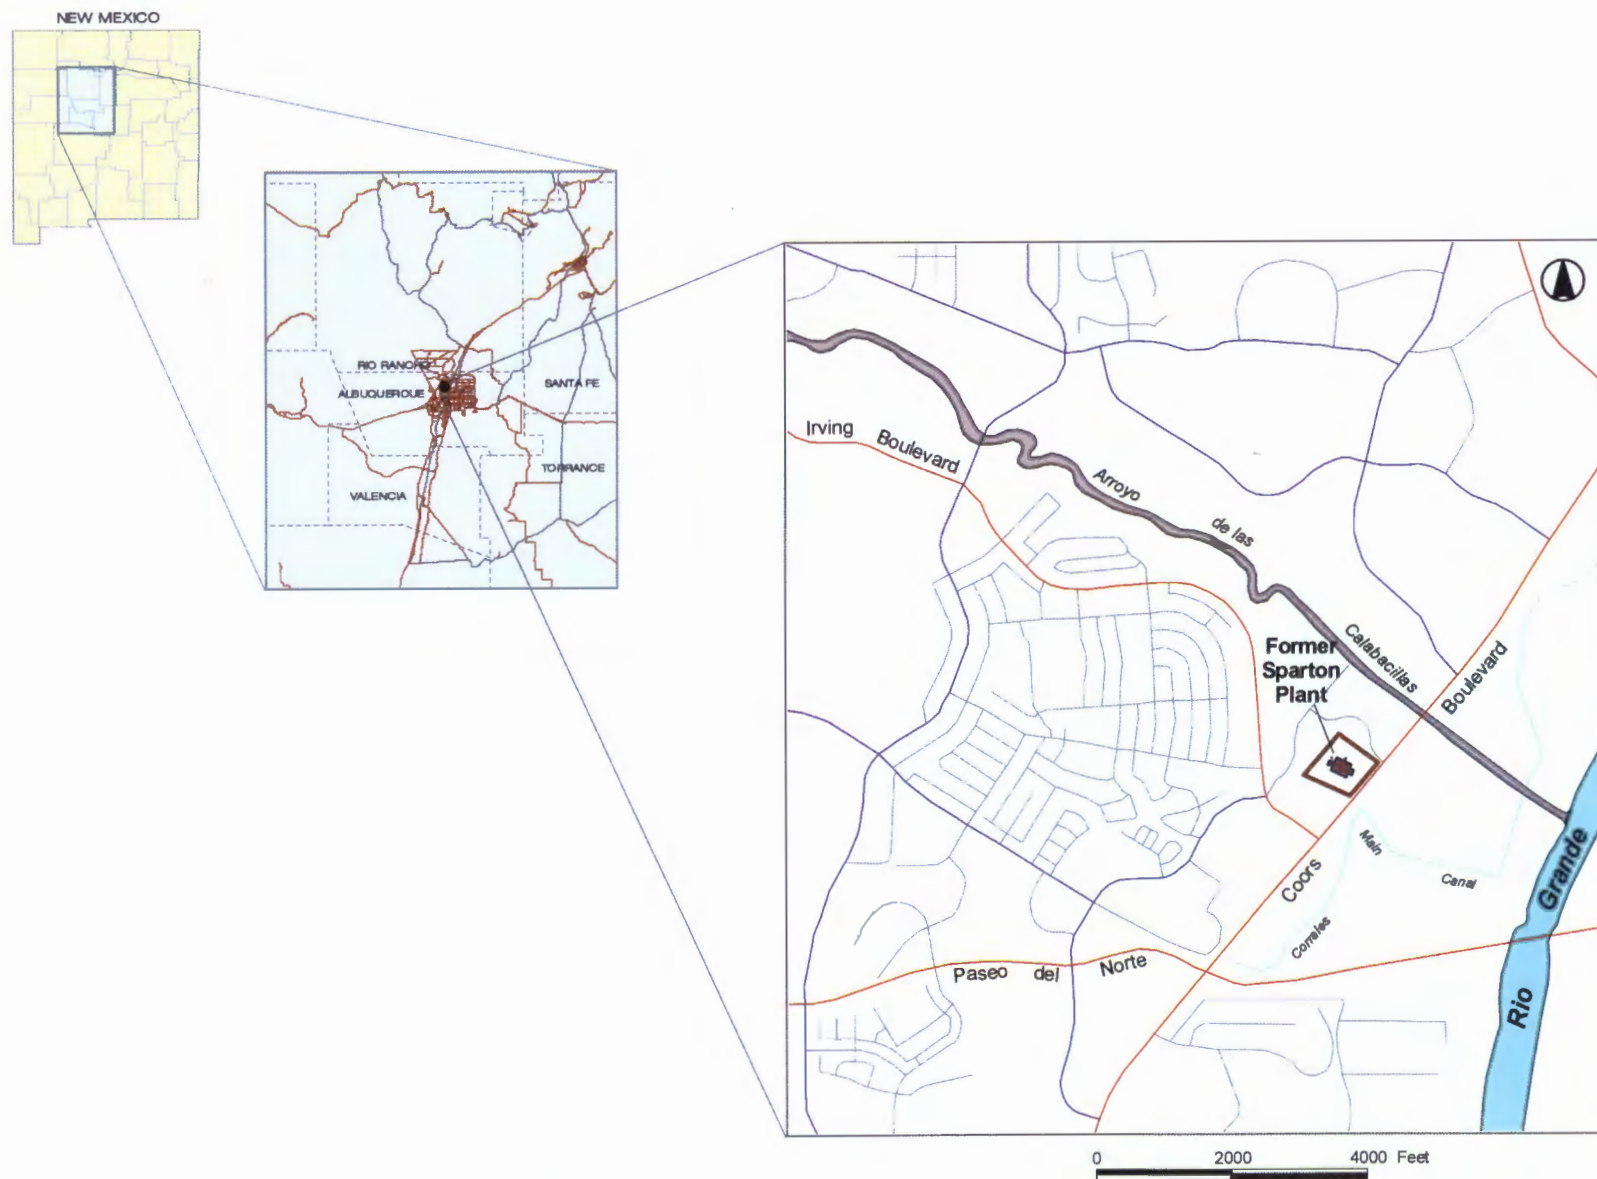 NEW MEXICO
RIO RANCHO
ALBUQUERQUE
SANTA FE
TORRANCE
VALENCIA
Irving Boulevard
Arroyo de las Calabacillas
Former
Sparton
Plant
Coors Boulevard
Corrales Main Canal
Paseo del Norte
Rio Grande
0 2000 4000 Feet